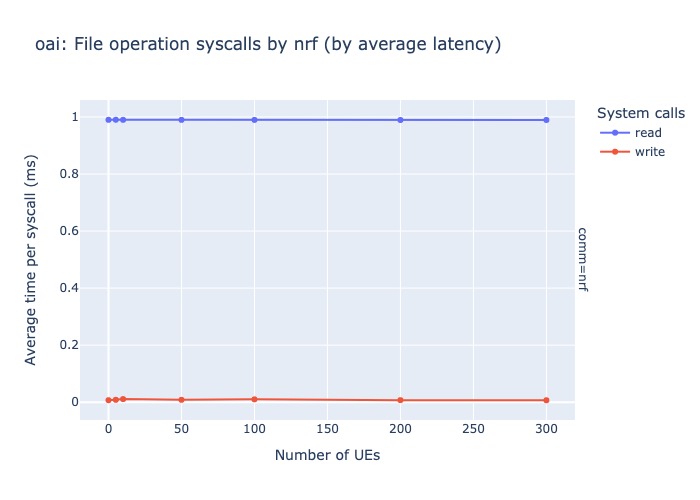 oai: File operation syscalls by nrf (by average latency)
System calls
read
write
Average time per syscall (ms)
1
0.8
0.6
0.4
0.2
0
comm=nrf
0 50 100 150 200 250 300
Number of UEs